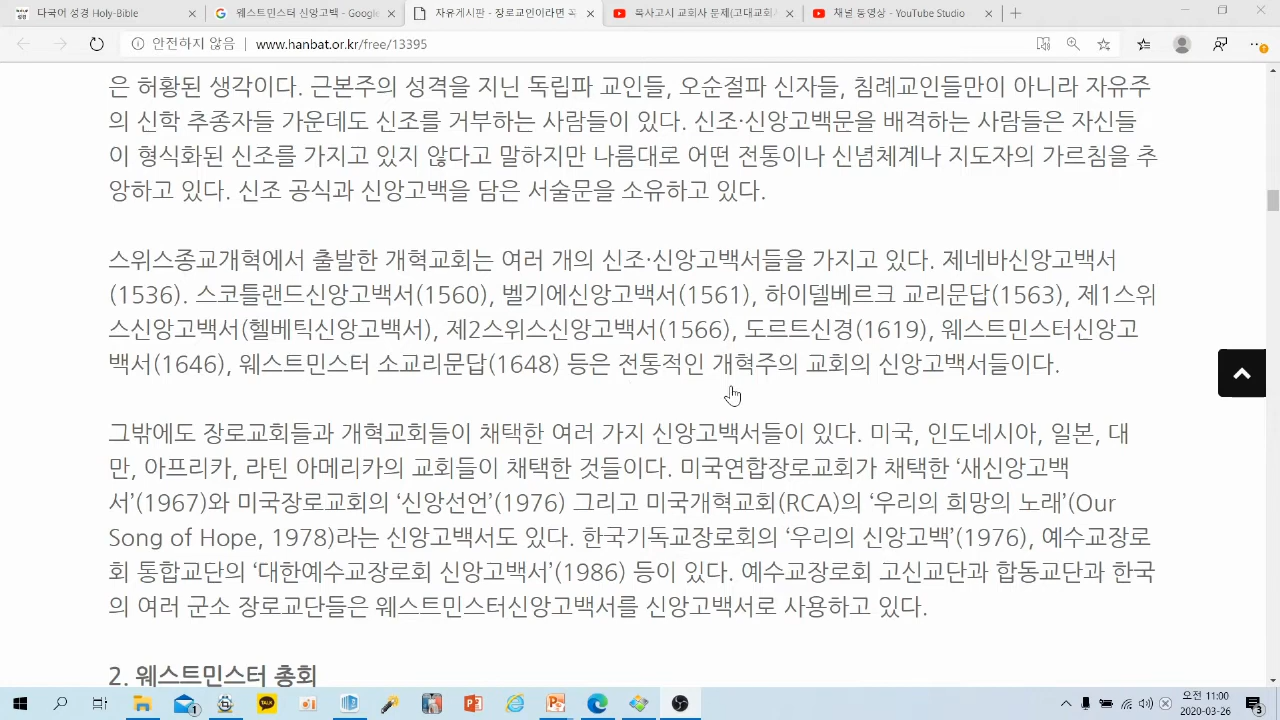 다국어 성경 Holy-Bible
웨스트민스터 신앙고백 - Google
자유게시판 - 장로교인이라면 꼭
목사고시 교회사 문제(고대교회
채널 동영상 - YouTube Studio
안전하지 않음
www.hanbat.or.kr/free/13395
은 허황된 생각이다. 근본주의 성격을 지닌 독립파 교인들, 오순절파 신자들, 침례교인들만이 아니라 자유주
의 신학 추종자들 가운데도 신조를 거부하는 사람들이 있다. 신조·신앙고백문을 배격하는 사람들은 자신들
이 형식화된 신조를 가지고 있지 않다고 말하지만 나름대로 어떤 전통이나 신념체계나 지도자의 가르침을 추
앙하고 있다. 신조 공식과 신앙고백을 담은 서술문을 소유하고 있다.
스위스종교개혁에서 출발한 개혁교회는 여러 개의 신조·신앙고백서들을 가지고 있다. 제네바신앙고백서
(1536). 스코틀랜드신앙고백서(1560), 벨기에신앙고백서(1561), 하이델베르크 교리문답(1563), 제1스위
스신앙고백서(헬베틱신앙고백서), 제2스위스신앙고백서(1566), 도르트신경(1619), 웨스트민스터신앙고
백서(1646), 웨스트민스터 소교리문답(1648) 등은 전통적인 개혁주의 교회의 신앙고백서들이다.
그밖에도 장로교회들과 개혁교회들이 채택한 여러 가지 신앙고백서들이 있다. 미국, 인도네시아, 일본, 대
만, 아프리카, 라틴 아메리카의 교회들이 채택한 것들이다. 미국연합장로교회가 채택한 ‘새신앙고백
서’(1967)와 미국장로교회의 ‘신앙선언’(1976) 그리고 미국개혁교회(RCA)의 ‘우리의 희망의 노래’(Our
Song of Hope, 1978)라는 신앙고백서도 있다. 한국기독교장로회의 ‘우리의 신앙고백’(1976), 예수교장로
회 통합교단의 ‘대한예수교장로회 신앙고백서’(1986) 등이 있다. 예수교장로회 고신교단과 합동교단과 한국
의 여러 군소 장로교단들은 웨스트민스터신앙고백서를 신앙고백서로 사용하고 있다.
2. 웨스트민스터 총회
오전 11:00
2020-03-26